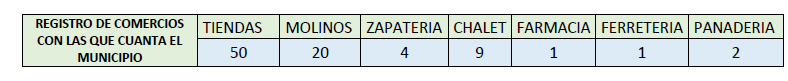 REGISTRO DE COMERCIOS
CON LAS QUE CUANTA EL
MUNICIPIO
TIENDAS MOLINOS ZAPATERIA CHALET FARMACIA FERRETERIA PANADERIA
50 20 4 9 1 1 2